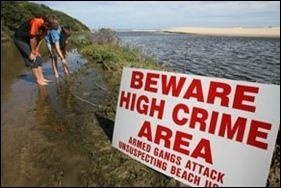 BEWARE
HIGH CRIME
AREA
ARMED GANGS ATTACK
UNSUSPECTING BEACH